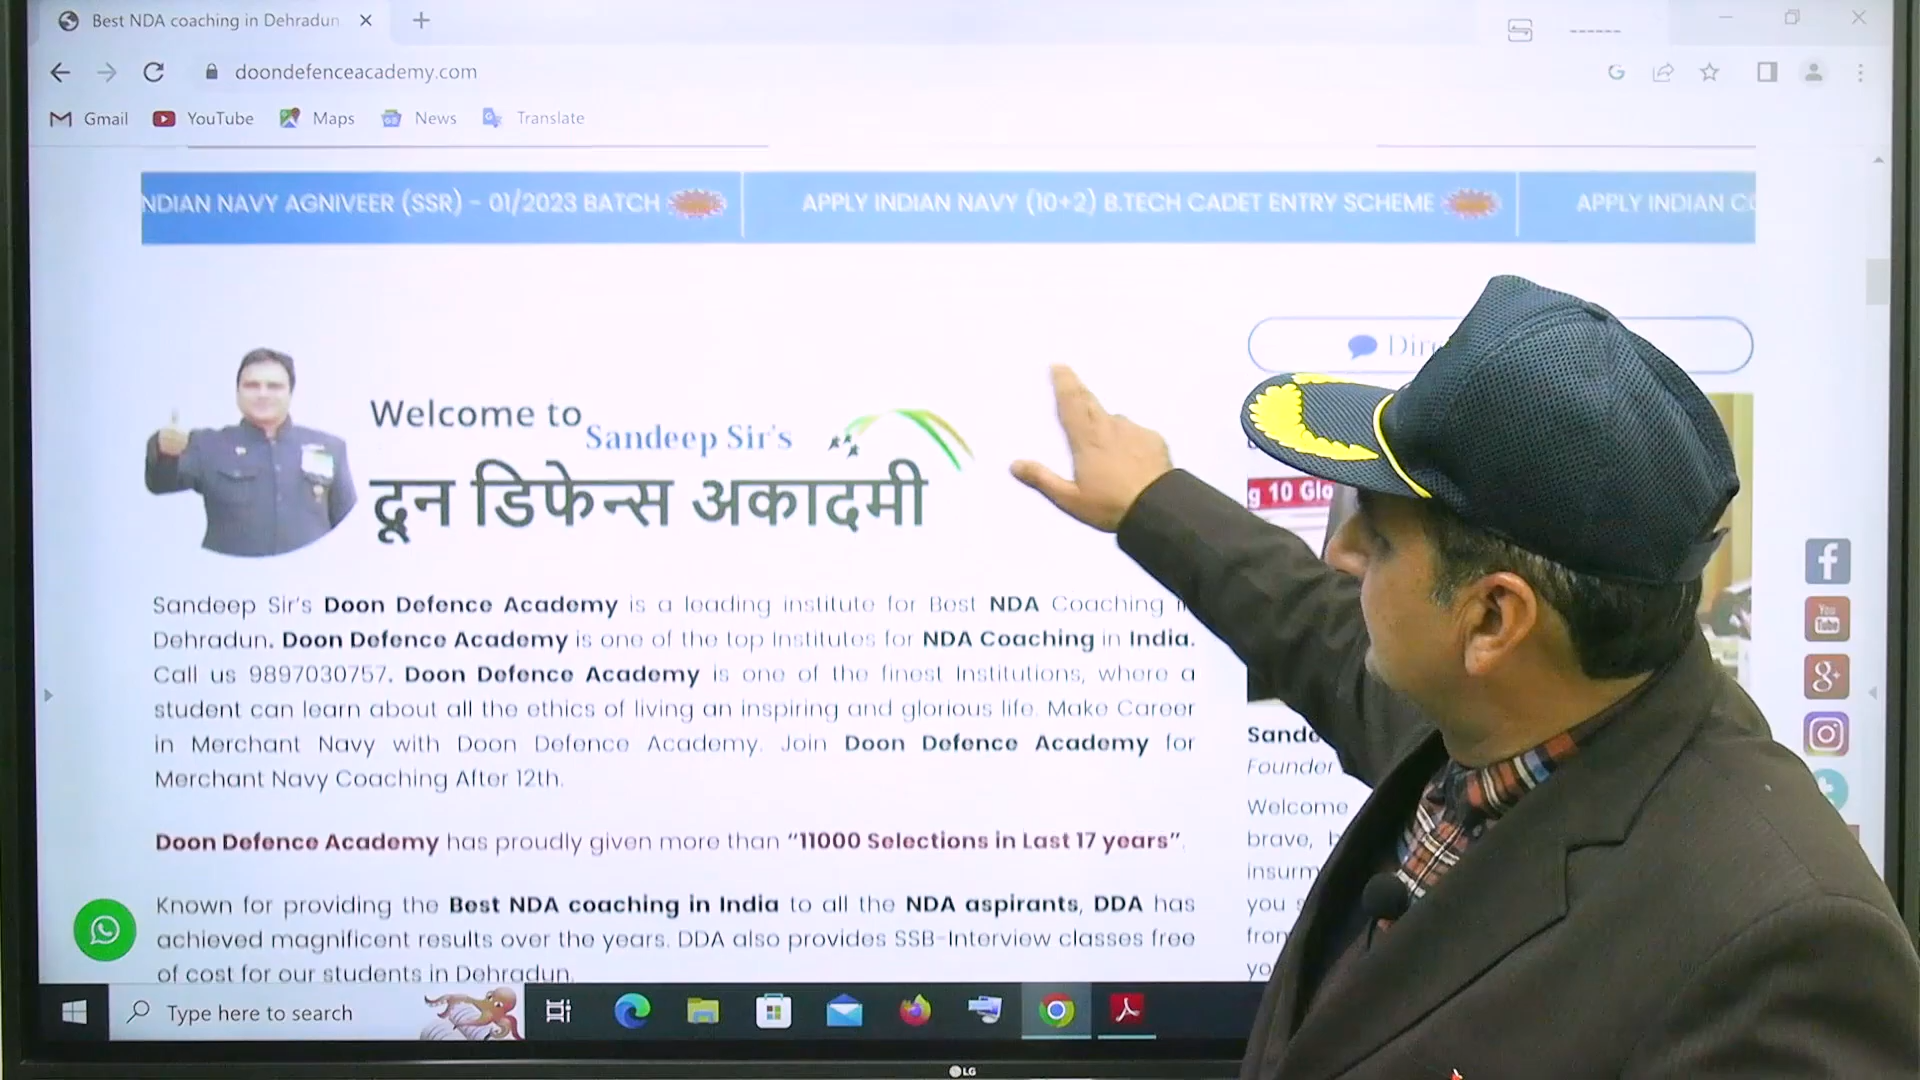 Best NDA coaching in Dehradun
doondefenceacademy.com
Gmail YouTube Maps News Translate
NDIAN NAVY AGNIVEER (SSR) - 01/2023 BATCH APPLY INDIAN NAVY (10+2) B.TECH CADET ENTRY SCHEME APPLY INDIAN
Welcome to
Sandeep Sir's
दून डिफेन्स अकादमी
Sandeep Sir's Doon Defence Academy is a leading institute for Best NDA Coaching
Dehradun. Doon Defence Academy is one of the top Institutes for NDA Coaching in India.
Call us 9897030757. Doon Defence Academy is one of the finest Institutions, where a
student can learn about all the ethics of living an inspiring and glorious life. Make Career
in Merchant Navy with Doon Defence Academy. Join Doon Defence Academy for
Merchant Navy Coaching After 12th.
Doon Defence Academy has proudly given more than "11000 Selections in Last 17 years".
Known for providing the Best NDA coaching in India to all the NDA aspirants, DDA has
achieved magnificent results over the years. DDA also provides SSB-Interview classes free
of cost for our students in Dehradun.
g 10 Glo
Sande
Founder
Welcome
brave, b
insurm
you s
fron
yo
You
Tube
g+
Type here to search
LG